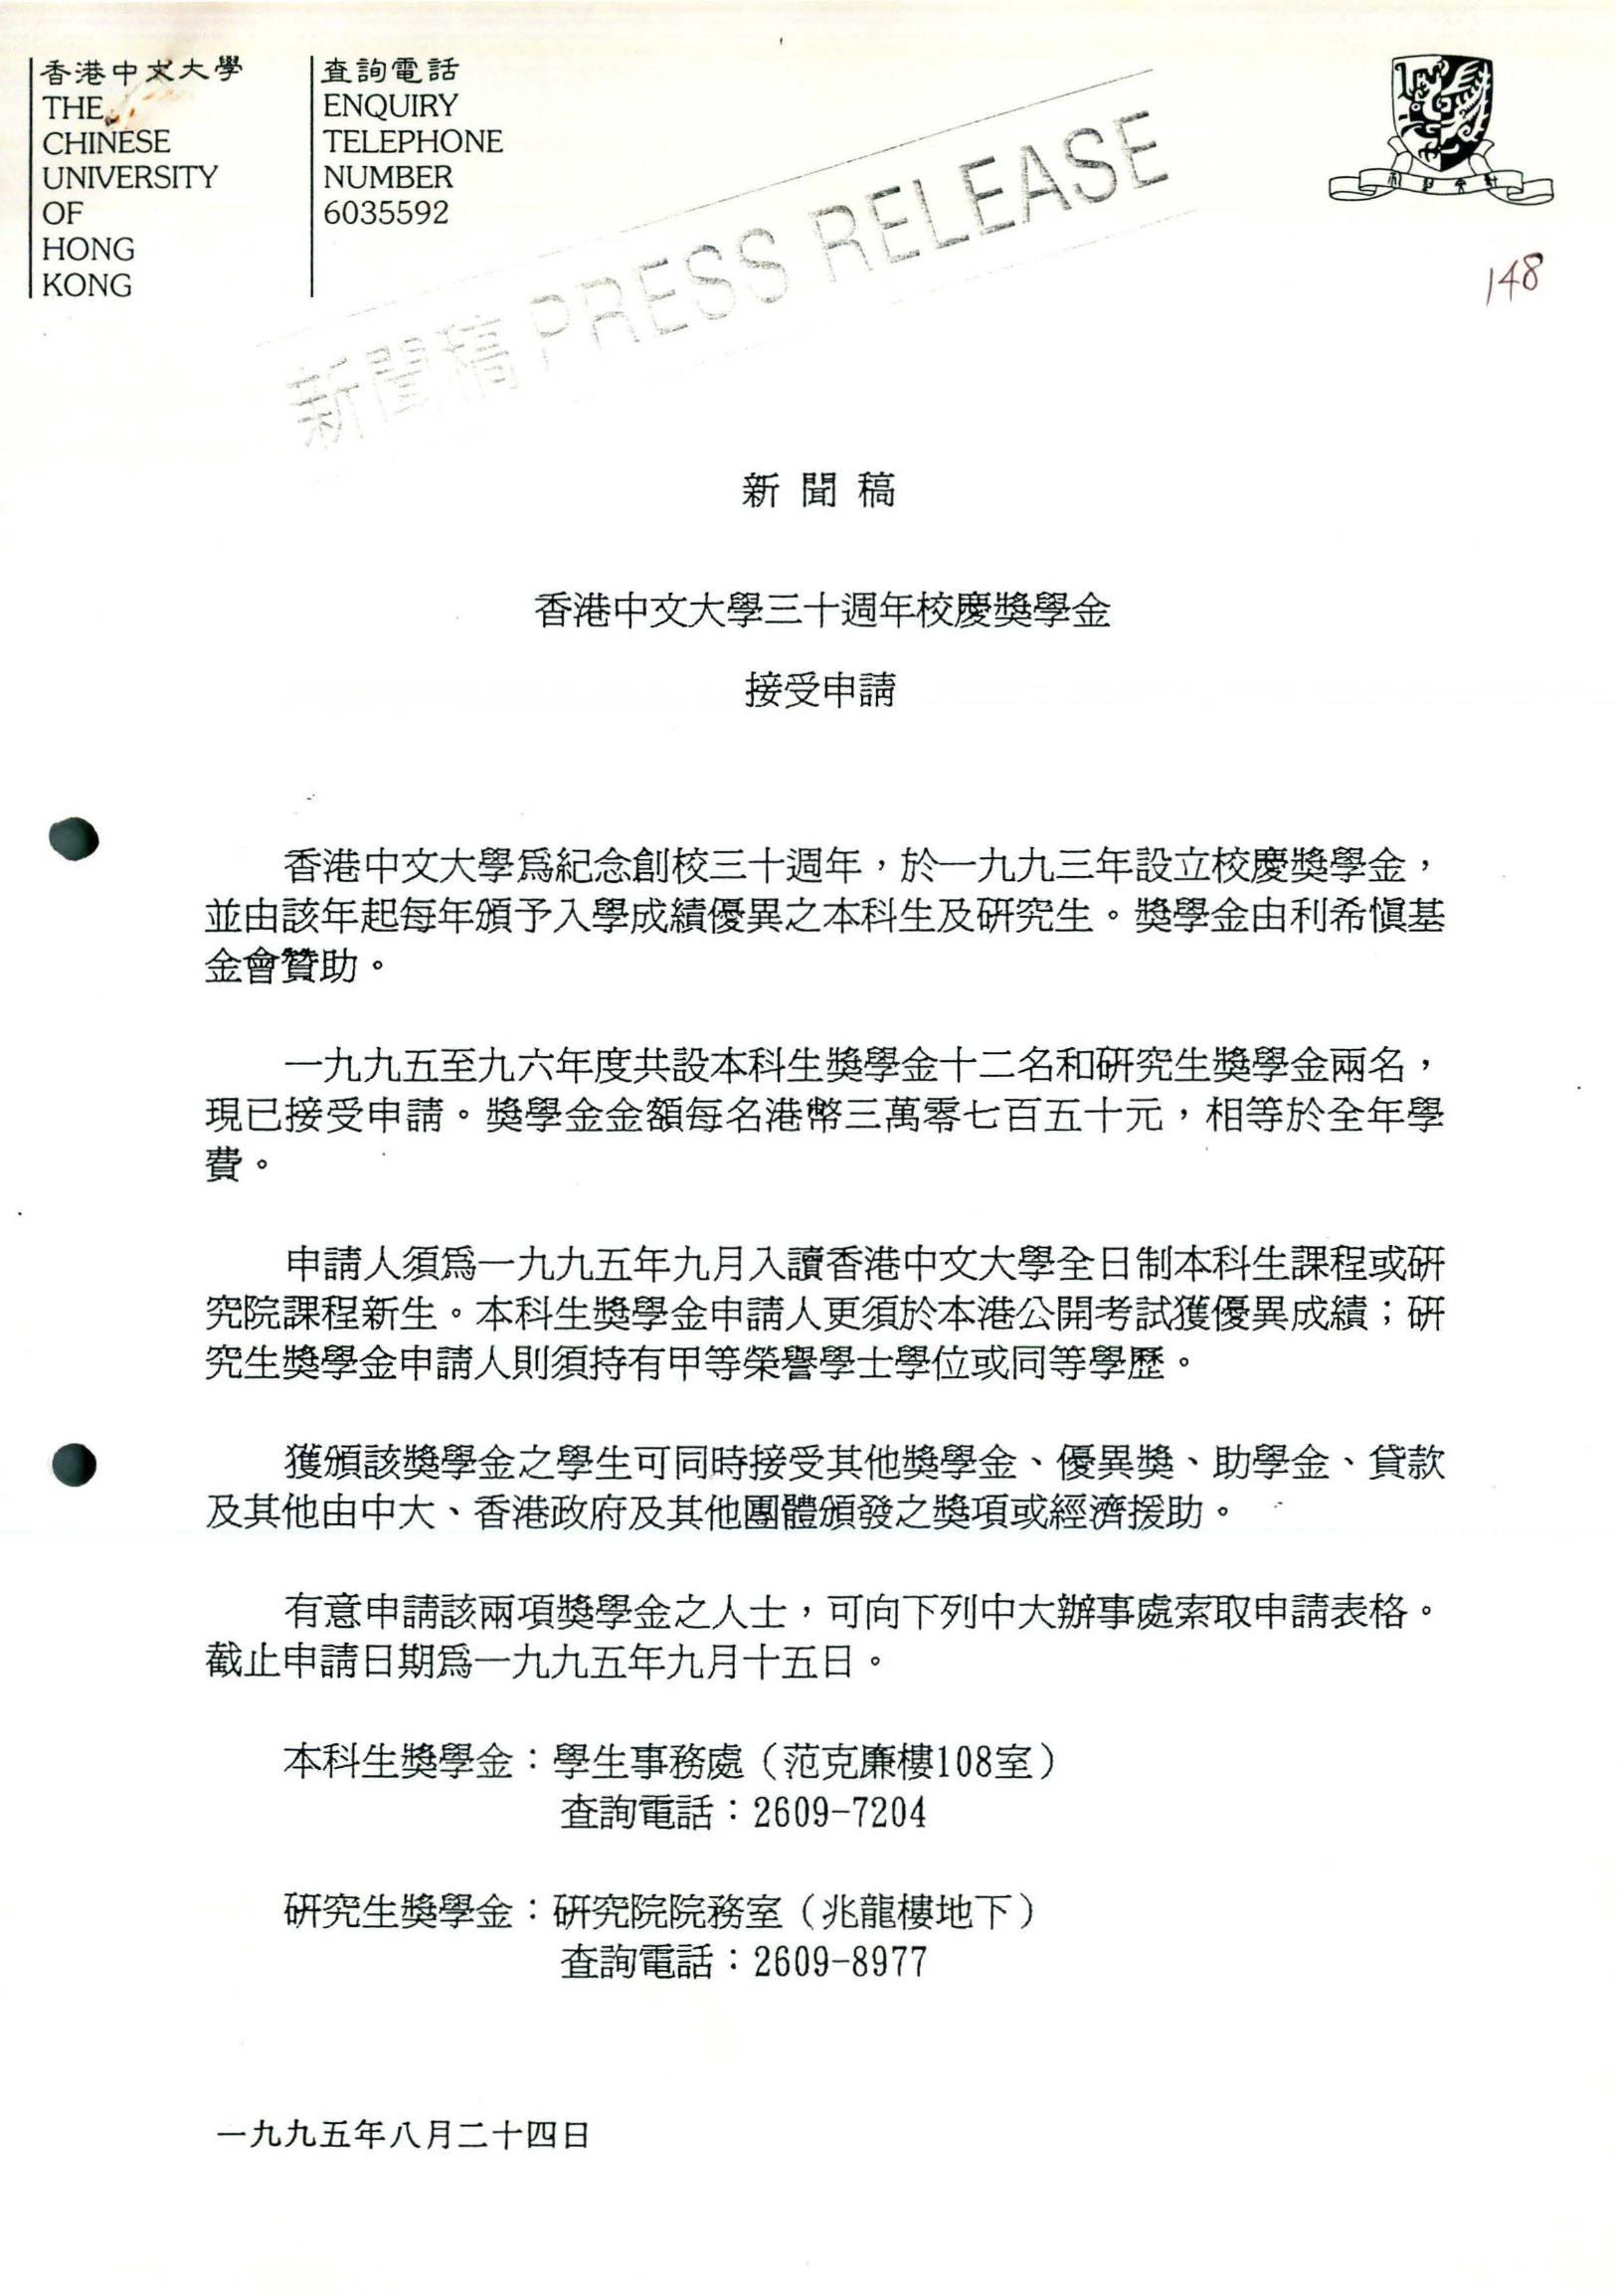 香港中文大學
THE
CHINESE
UNIVERSITY
OF
HONG
KONG
查詢電話
ENQUIRY
TELEPHONE
NUMBER
6035592
新聞稿 PRESS RELEASE
148
新聞稿
香港中文大學三十週年校慶獎學金
接受申請
香港中文大學爲紀念創校三十週年，於一九九三年設立校慶獎學金，
並由該年起每年頒予入學成績優異之本科生及研究生。獎學金由利希愼基
金會贊助。
一九九五至九六年度共設本科生獎學金十二名和研究生獎學金兩名，
現已接受申請。獎學金金額每名港幣三萬零七百五十元，相等於全年學
費。
申請人須爲一九九五年九月入讀香港中文大學全日制本科生課程或研
究院課程新生。本科生獎學金申請人更須於本港公開考試獲優異成績；研
究生獎學金申請人則須持有甲等榮譽學士學位或同等學歷。
獲頒該獎學金之學生可同時接受其他獎學金、優異獎、助學金、貸款
及其他由中大、香港政府及其他團體頒發之獎項或經濟援助。
有意申請該兩項獎學金之人士，可向下列中大辦事處索取申請表格。
截止申請日期爲一九九五年九月十五日。
本科生獎學金：學生事務處（范克廉樓108室）
查詢電話：2609-7204
研究生獎學金：研究院院務室（兆龍樓地下）
查詢電話：2609-8977
一九九五年八月二十四日